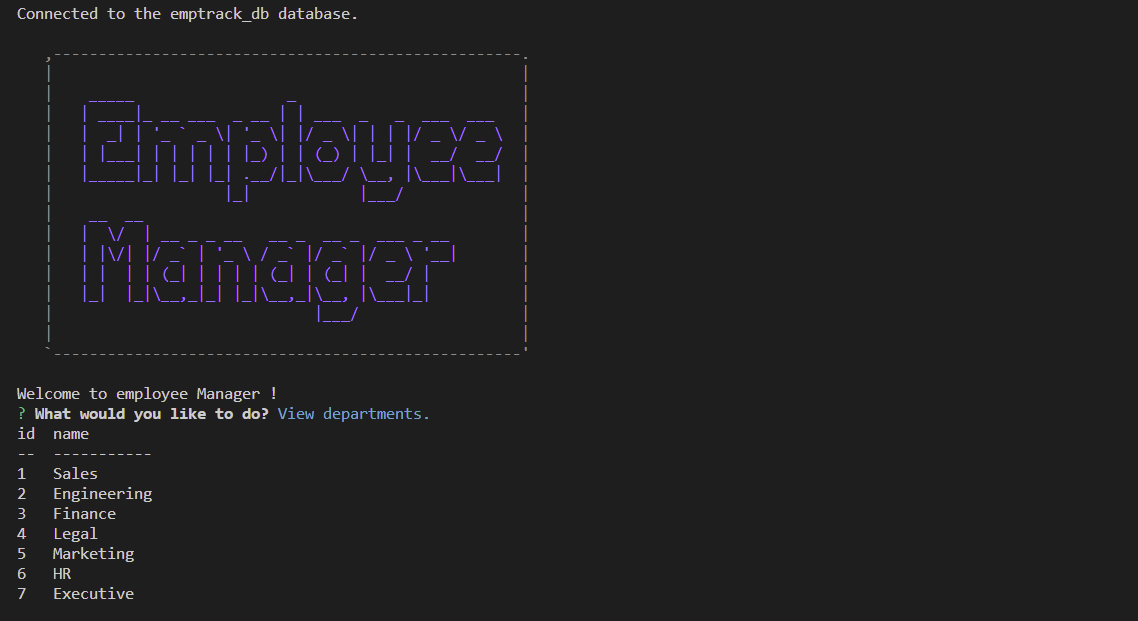 Connected to the emptrack_db database.
Employee
Manager
Welcome to employee Manager !
? What would you like to do? View departments.
id  name
--  -----------
1   Sales
2   Engineering
3   Finance
4   Legal
5   Marketing
6   HR
7   Executive